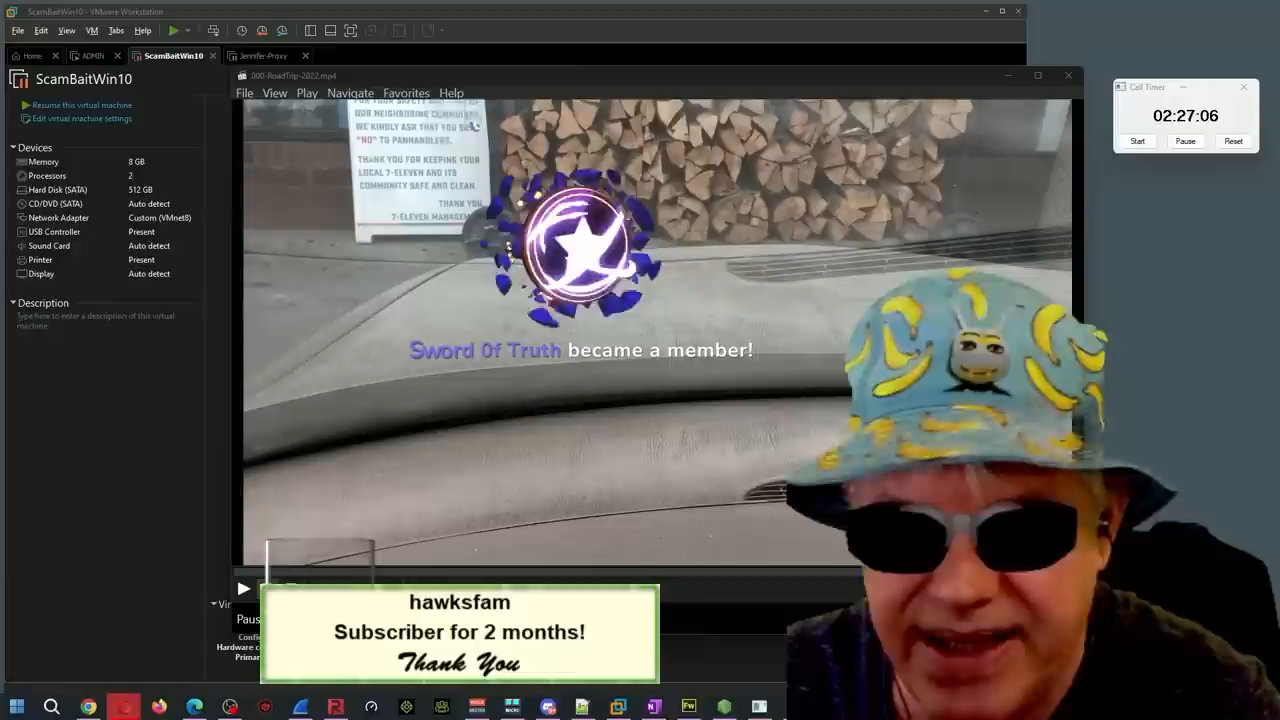 ScamBaitWin10 - VMware Workstation
File Edit View VM Tabs Help
Home ADMIN ScamBaitWin10 Jennifer-Proxy
ScamBaitWin10
Resume this virtual machine
Edit virtual machine settings
Devices
Memory 8 GB
Processors 2
Hard Disk (SATA) 512 GB
CD/DVD (SATA) Auto detect
Network Adapter Custom (VMnet8)
USB Controller Present
Sound Card Auto detect
Printer Present
Display Auto detect
Description
Type here to enter a description of this virtual
machine.
000-RoadTrip-2022.mp4
File View Play Navigate Favorites Help
OUR NEIGHBORING
WE KINDLY ASK THAT YOU
"NO" TO PANHANDLERS.
THANK YOU FOR KEEPING YOUR
LOCAL 7-ELEVEN AND ITS
COMMUNITY SAFE AND CLEAN.
THANK YOU
7-ELEVEN
Sword 0f Truth became a member!
Call Timer
02:27:06
Start Pause Reset
hawksfam
Subscriber for 2 months!
Thank You